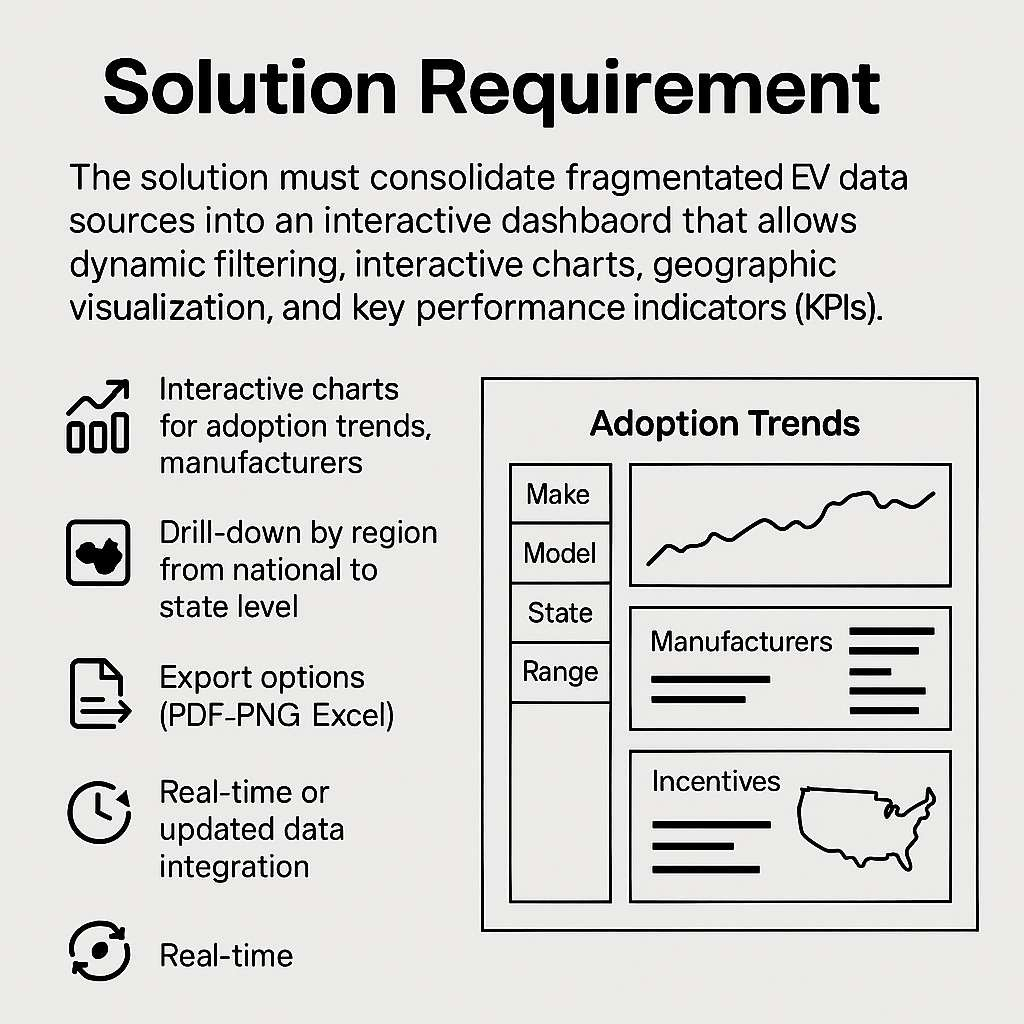 Solution Requirement
The solution must consolidate fragmentated EV data
sources into an interactive dashbaord that allows
dynamic filtering, interactive charts, geographic
visualization, and key performance indicators (KPIs).
Interactive charts
for adoption trends,
manufacturers
Drill-down by region
from national to
state level
Export options
(PDF-PNG Excel)
Real-time or
updated data
integration
Real-time
Adoption Trends
Make
Model
State
Range
Manufacturers
Incentives